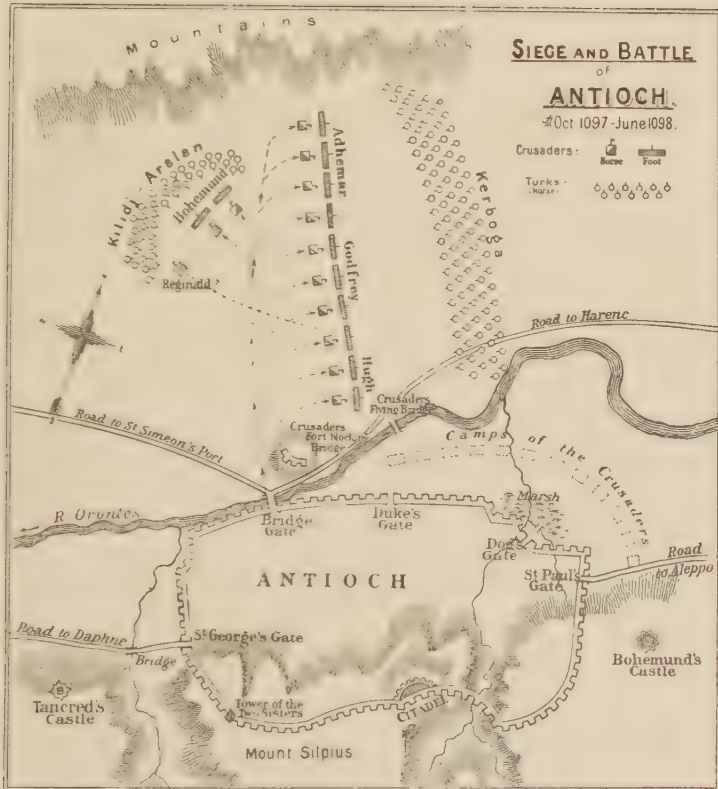 Mountains
SIEGE AND BATTLE
OF
ANTIOCH.
Oct 1097-June 1098.
Crusaders:
Horse
Foot
Turks
Horse
Kilidj Arslan
Bohemund
Reginald?
Adhemar
Godfrey
Hugh
Kerboga
Road to Harenc
Road to St Simeon's Port
Crusaders
Flying Bridge
Crusaders
Fort
Bridge
Camps of the Crusaders
R Orontes
Bridge
Gate
Duke's
Gate
Marsh
Dog's
Gate
St Paul's
Gate
Road
to Aleppo
ANTIOCH
Road to Daphne
St George's Gate
Bridge
Bohemund's
Castle
Tancred's
Castle
Tower of the
Two Sisters
CITADEL
Mount Silpius